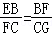 EB/FC = BF/CG